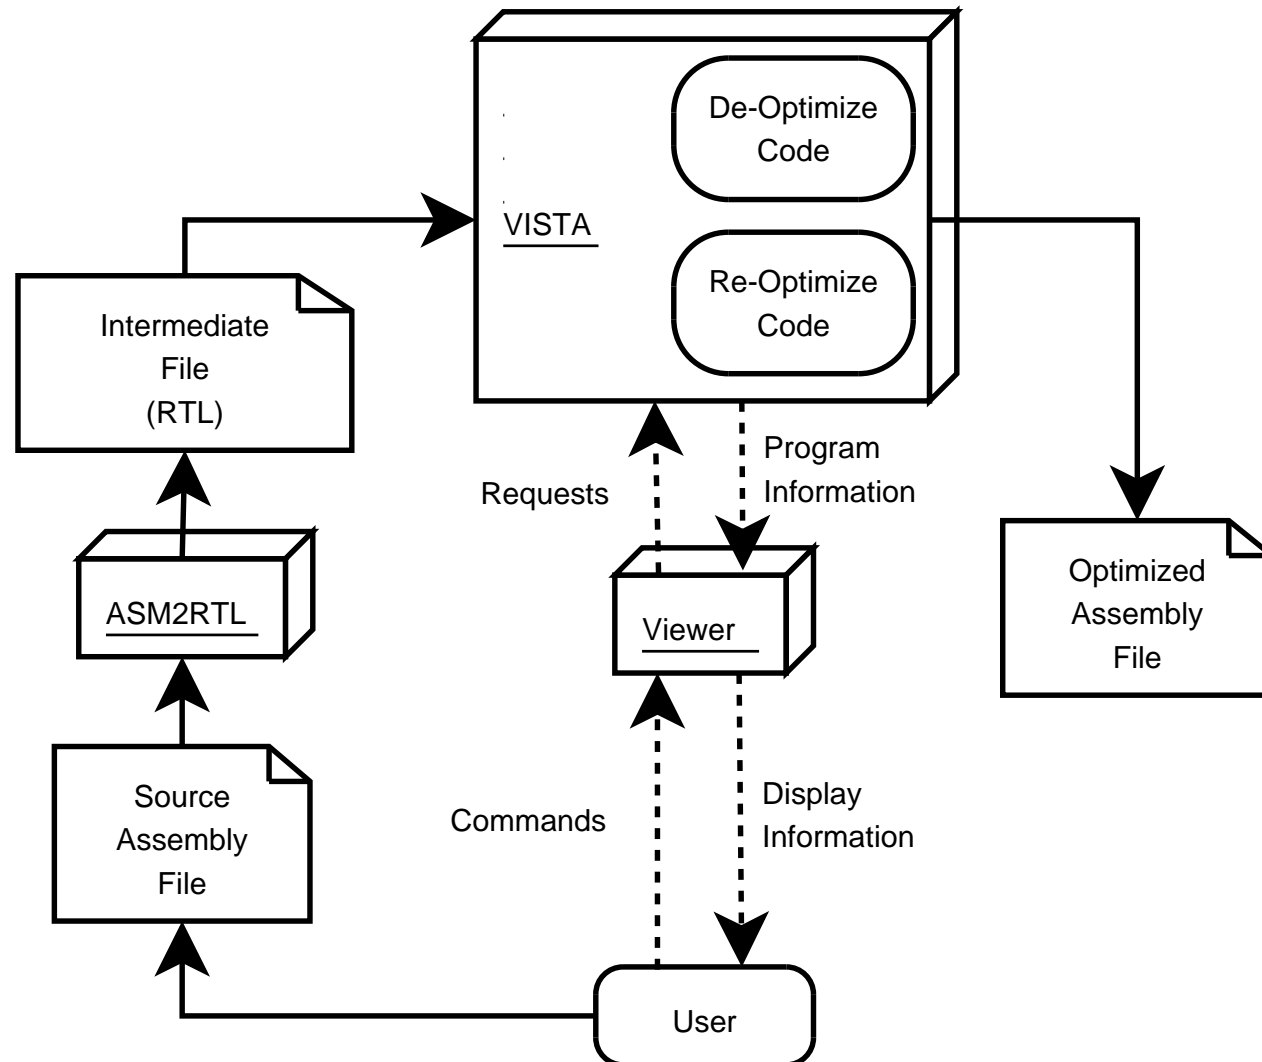 De-Optimize
Code
VISTA
Re-Optimize
Code
Intermediate
File
(RTL)
Requests
Program
Information
ASM2RTL
Viewer
Optimized
Assembly
File
Source
Assembly
File
Commands
Display
Information
User